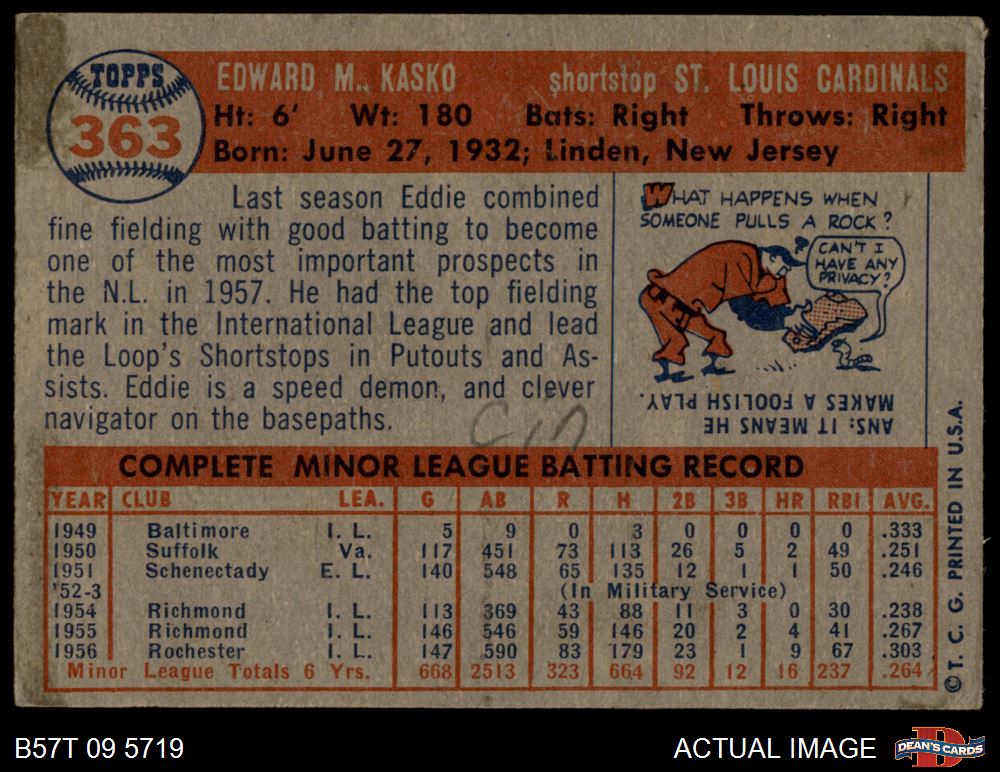 TOPPS
363
EDWARD M. KASKO shortstop ST. LOUIS CARDINALS
Ht: 6' Wt: 180 Bats: Right Throws: Right
Born: June 27, 1932; Linden, New Jersey
Last season Eddie combined
fine fielding with good batting to become
one of the most important prospects in
the N.L. in 1957. He had the top fielding
mark in the International League and lead
the Loop's Shortstops in Putouts and As-
sists. Eddie is a speed demon, and clever
navigator on the basepaths.
WHAT HAPPENS WHEN
SOMEONE PULLS A ROCK?
CAN'T I
HAVE ANY
PRIVACY?
ANS: IT MEANS HE
MAKES A FOOLISH PLAY.
CIN
COMPLETE MINOR LEAGUE BATTING RECORD
YEAR CLUB LEA. G AB R H 2B 3B HR RBI AVG.
1949 Baltimore I. L. 5 9 0 3 0 0 0 0 .333
1950 Suffolk Va. 117 451 73 113 26 5 2 49 .251
1951 Schenectady E. L. 140 548 65 135 12 1 1 50 .246
'52-3 (In Military Service)
1954 Richmond I. L. 113 369 43 88 11 3 0 30 .238
1955 Richmond I. L. 146 546 59 146 20 2 4 41 .267
1956 Rochester I. L. 147 590 83 179 23 1 9 67 .303
Minor League Totals 6 Yrs. 668 2513 323 664 92 12 16 237 .264
© T. C. G. PRINTED IN U.S.A.
B57T 09 5719
ACTUAL IMAGE
DEAN'S CARDS